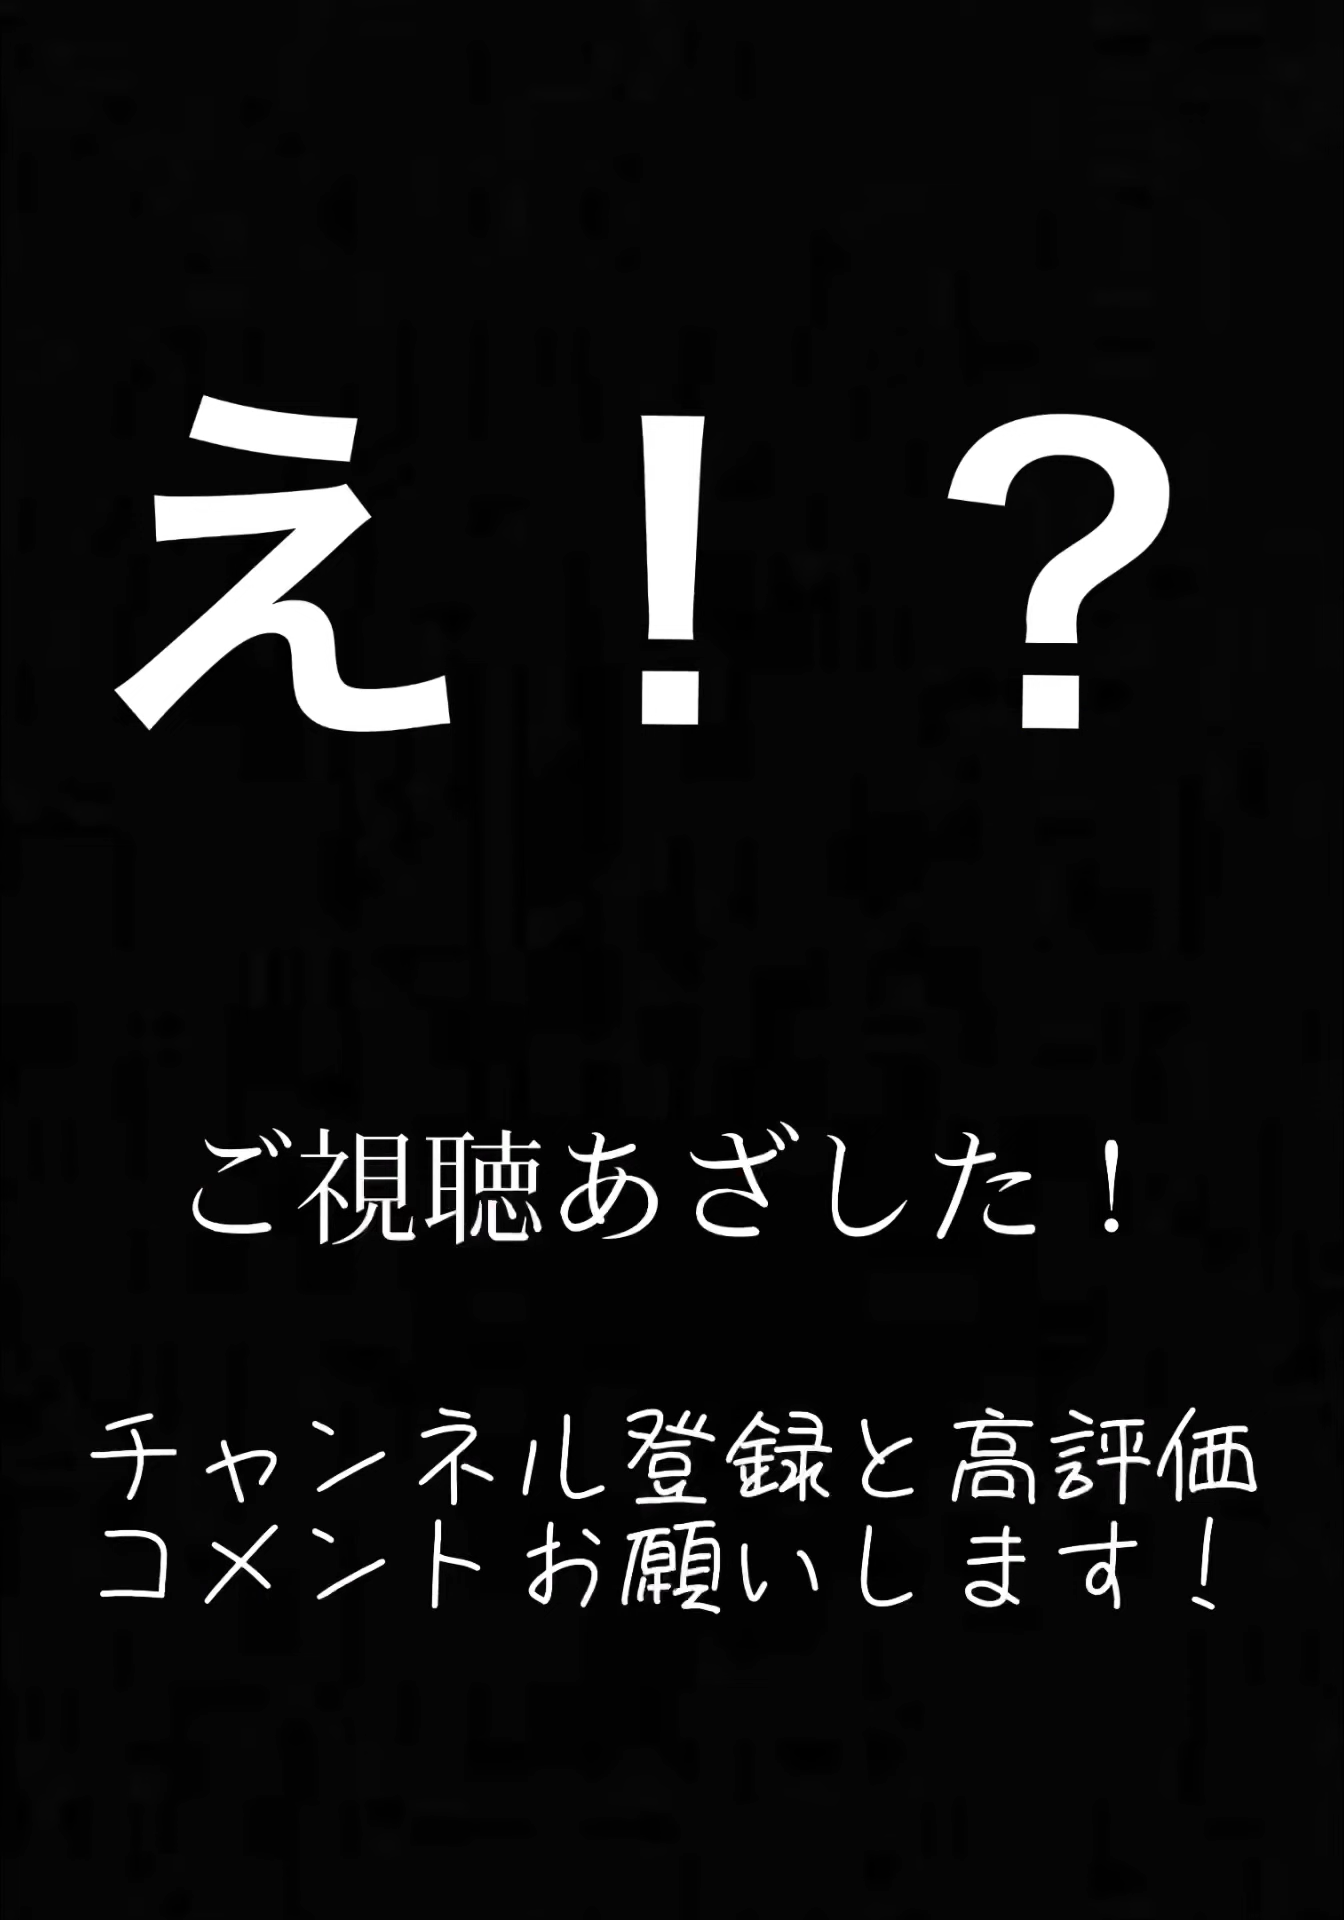 え！？
ご視聴あざした！
チャンネル登録と高評価
コメントお願いします！